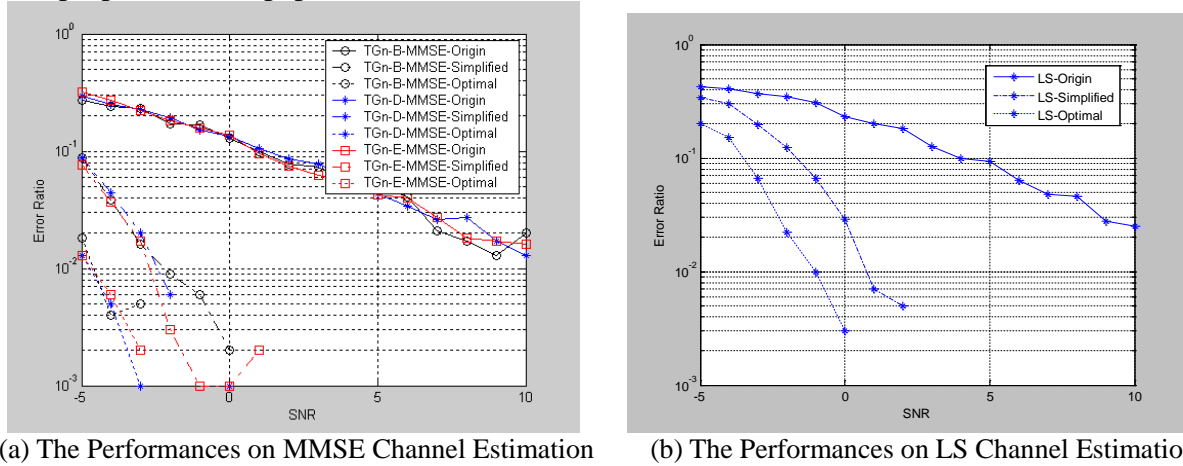 10^0
10^-1
10^-2
10^-3
Error Ratio
-5 0 5 10
SNR
TGn-B-MMSE-Origin
TGn-B-MMSE-Simplified
TGn-B-MMSE-Optimal
TGn-D-MMSE-Origin
TGn-D-MMSE-Simplified
TGn-D-MMSE-Optimal
TGn-E-MMSE-Origin
TGn-E-MMSE-Simplified
TGn-E-MMSE-Optimal
(a) The Performances on MMSE Channel Estimation
10^0
10^-1
10^-2
10^-3
Error Ratio
-5 0 5 10
SNR
LS-Origin
LS-Simplified
LS-Optimal
(b) The Performances on LS Channel Estimatio